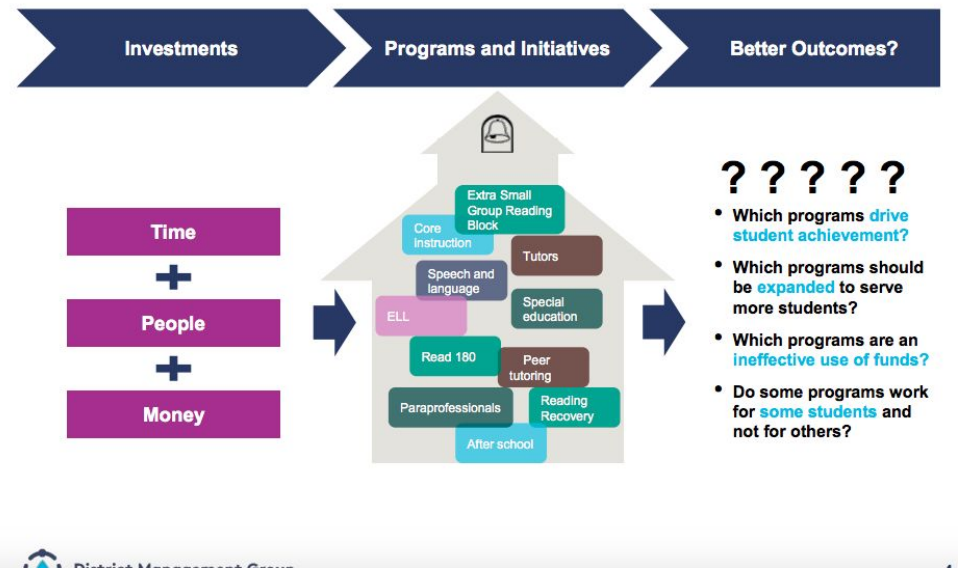 Investments
Programs and Initiatives
Better Outcomes?
Time
People
Money
Extra Small
Group Reading
Block
Core
Instruction
Tutors
Speech and
language
Special
education
ELL
Read 180
Peer
tutoring
Paraprofessionals
Reading
Recovery
After school
? ? ? ? ?
• Which programs drive
student achievement?
• Which programs should
be expanded to serve
more students?
• Which programs are an
ineffective use of funds?
• Do some programs work
for some students and
not for others?
District Management Group